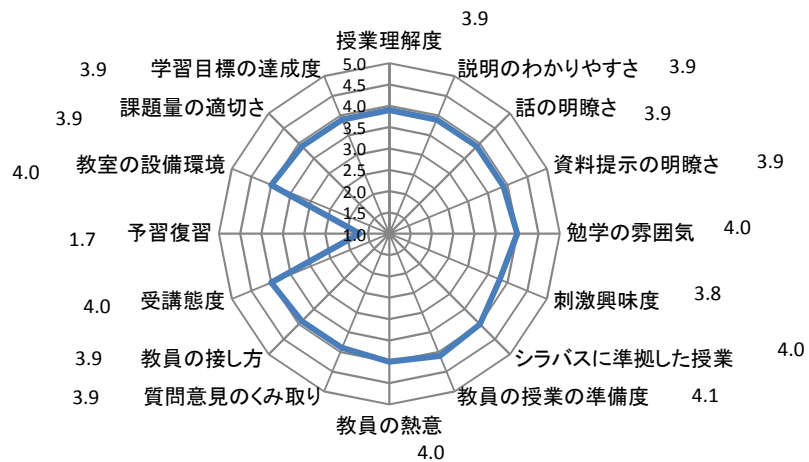 3.9
授業理解度
3.9 学習目標の達成度 5.0 説明のわかりやすさ 3.9
4.5
3.9 課題量の適切さ 4.0 話の明瞭さ 3.9
3.5
4.0 教室の設備環境 3.0 資料提示の明瞭さ 3.9
2.5
2.0
1.5
1.7 予習復習 1.0 勉学の雰囲気 4.0
4.0 受講態度 刺激興味度 3.8
3.9 教員の接し方 シラバスに準拠した授業 4.0
3.9 質問意見のくみ取り 教員の授業の準備度 4.1
教員の熱意
4.0